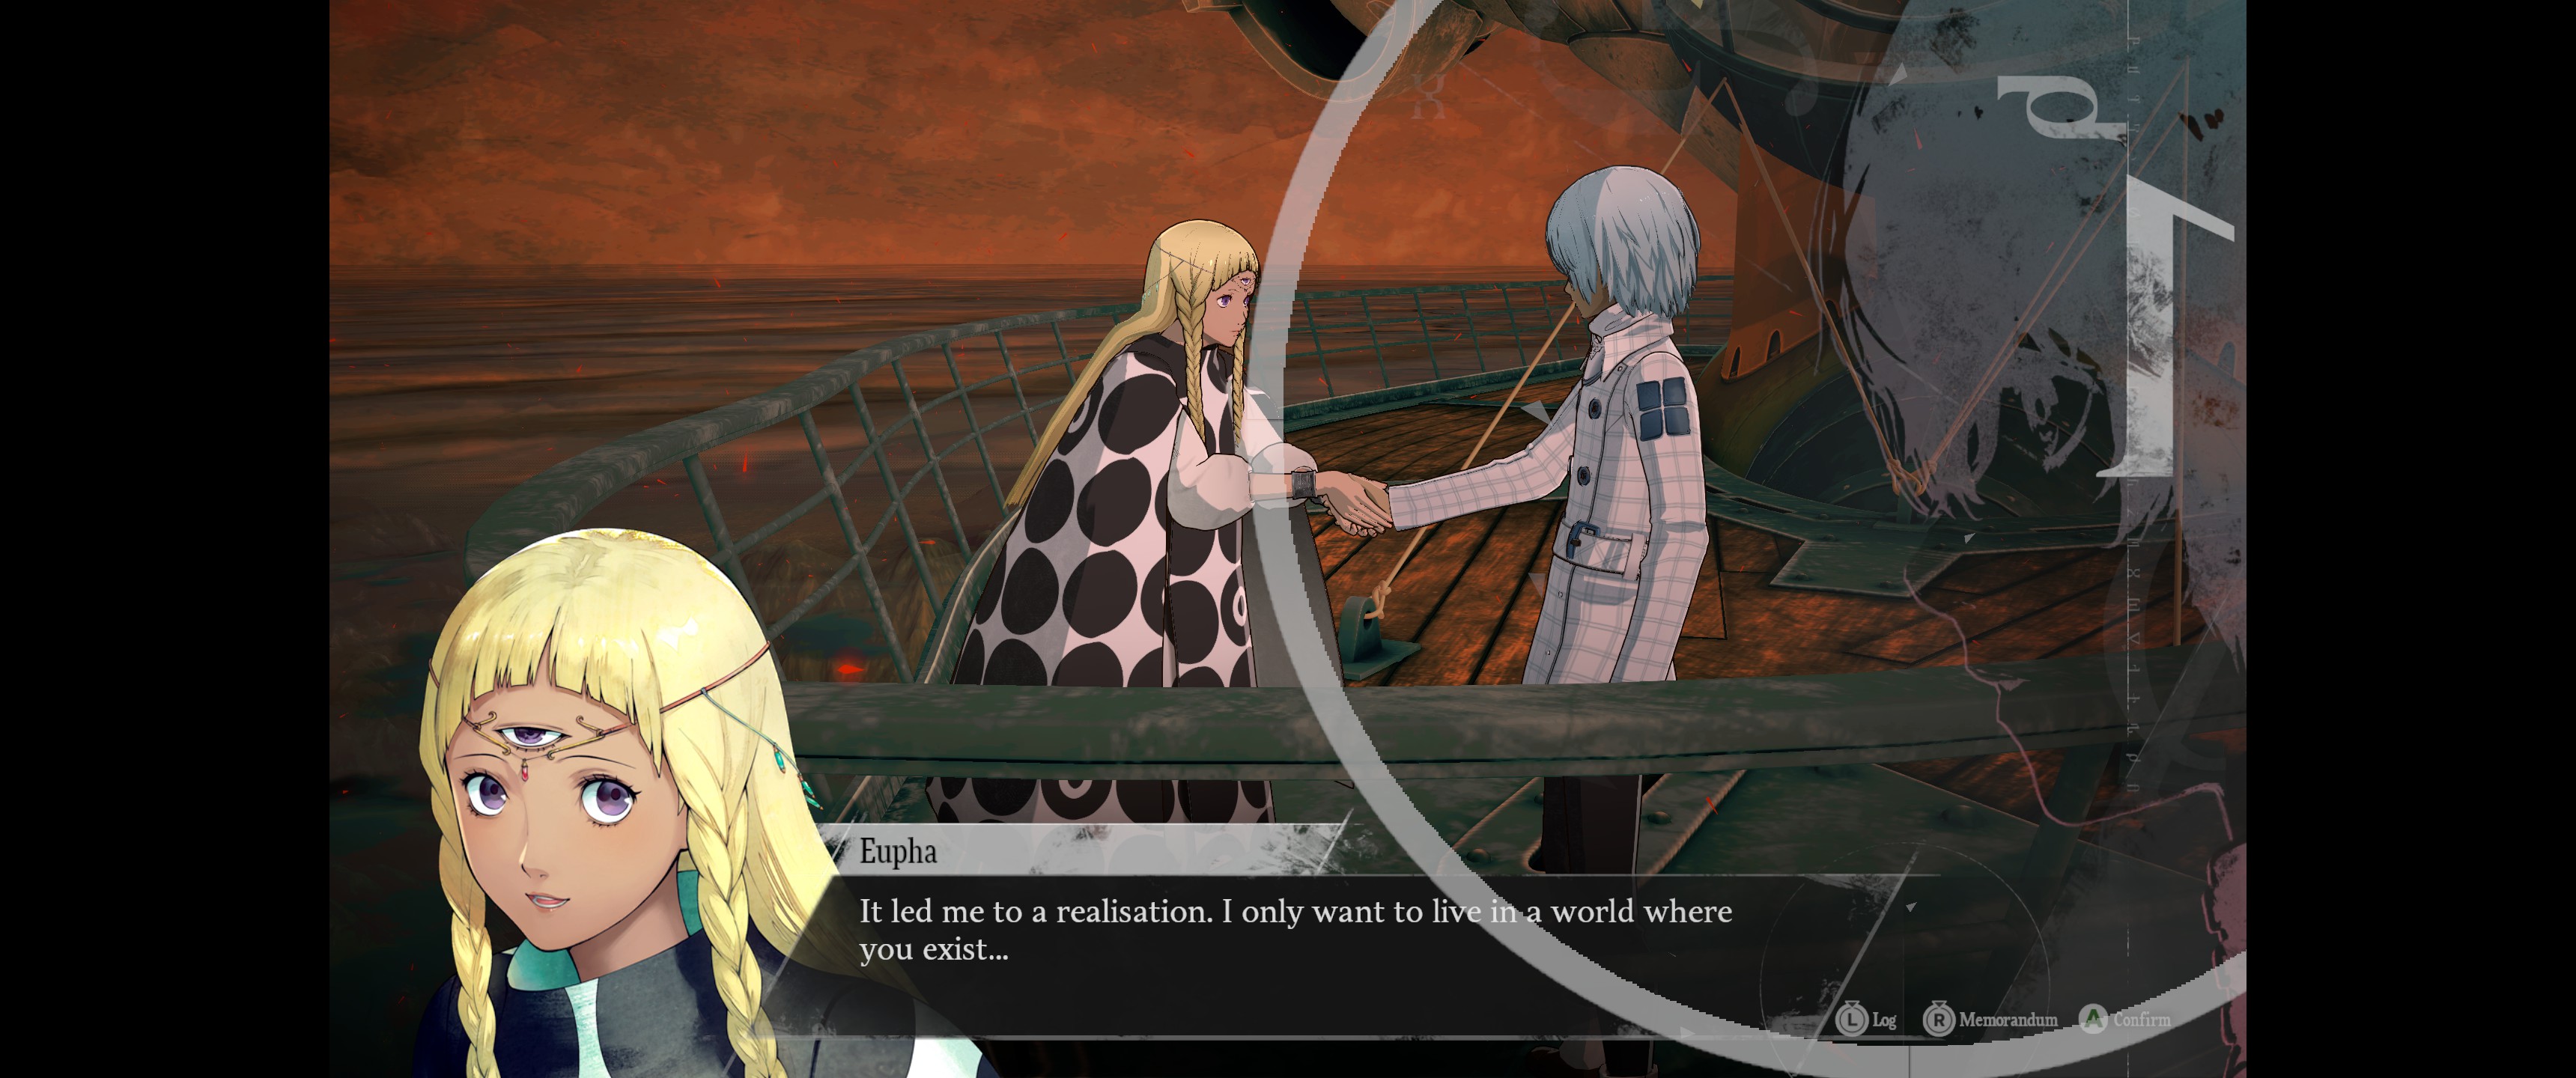 Eupha
It led me to a realisation. I only want to live in a world where
you exist...
L Log R Memorandum A Confirm